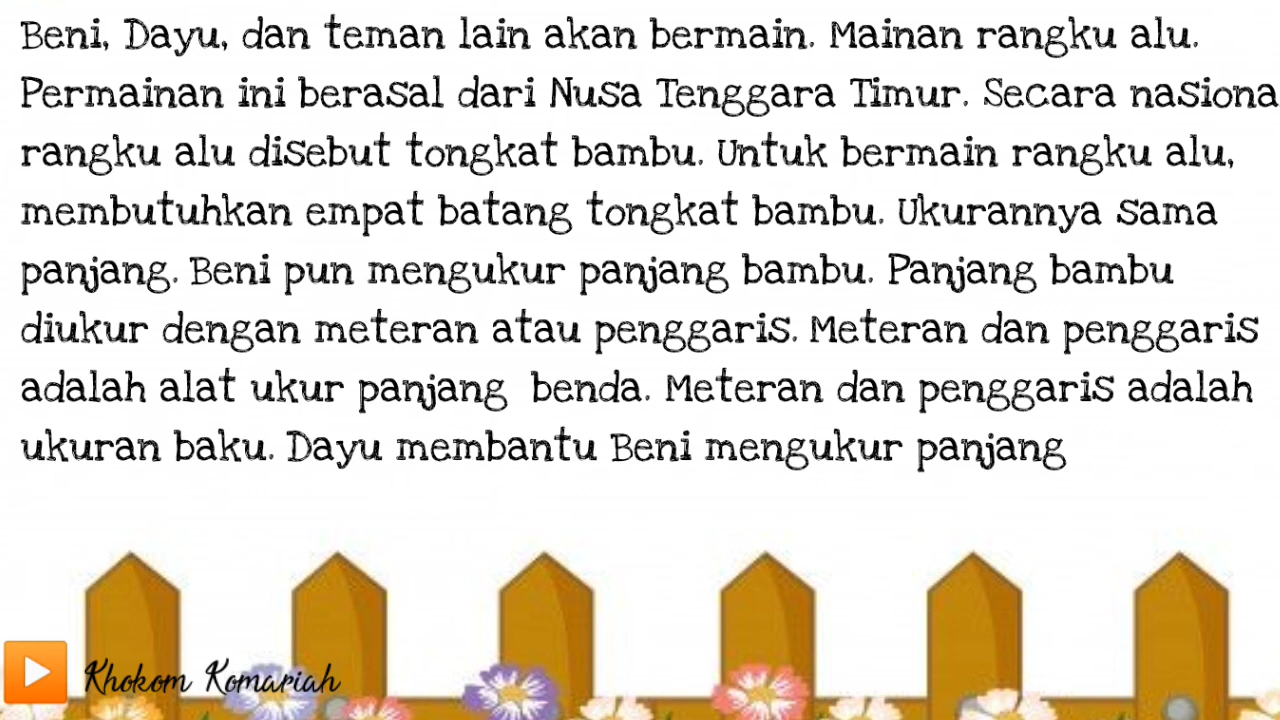 Beni, Dayu, dan teman lain akan bermain. Mainan rangku alu.
Permainan ini berasal dari Nusa Tenggara Timur. Secara nasiona
rangku alu disebut tongkat bambu. Untuk bermain rangku alu,
membutuhkan empat batang tongkat bambu. Ukurannya sama
panjang. Beni pun mengukur panjang bambu. Panjang bambu
diukur dengan meteran atau penggaris. Meteran dan penggaris
adalah alat ukur panjang benda. Meteran dan penggaris adalah
ukuran baku. Dayu membantu Beni mengukur panjang
Khokom Komariah